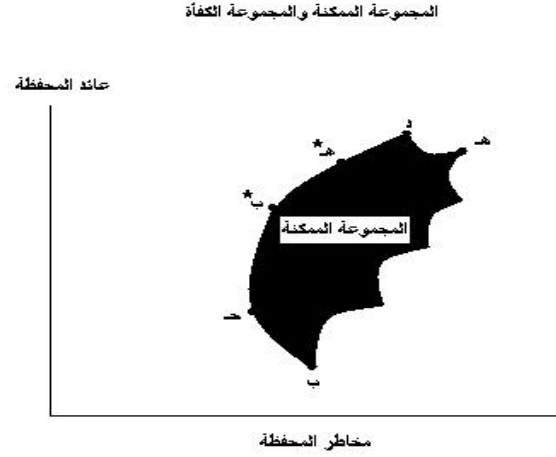 المجموعة الممكنة والمجموعة الكفأة
عائد المحفظة
د
هـ
هـ*
ب*
المجموعة الممكنة
حـ
ب
مخاطر المحفظة